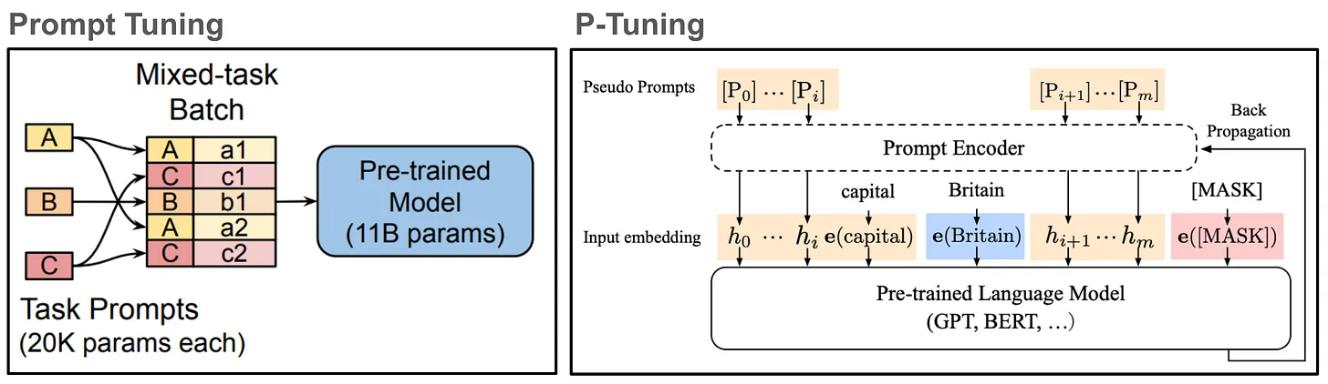 Prompt Tuning
Mixed-task
Batch
A
B
C
A a1
C c1
B b1
A a2
C c2
Pre-trained
Model
(11B params)
Task Prompts
(20K params each)
P-Tuning
Pseudo Prompts
[P₀] ⋯ [Pᵢ]
[Pᵢ₊₁] ⋯ [Pₘ]
Back
Propagation
Prompt Encoder
capital
Britain
[MASK]
Input embedding
h₀ ⋯ hᵢ e(capital) e(Britain) hᵢ₊₁ ⋯ hₘ e([MASK])
Pre-trained Language Model
(GPT, BERT, …)